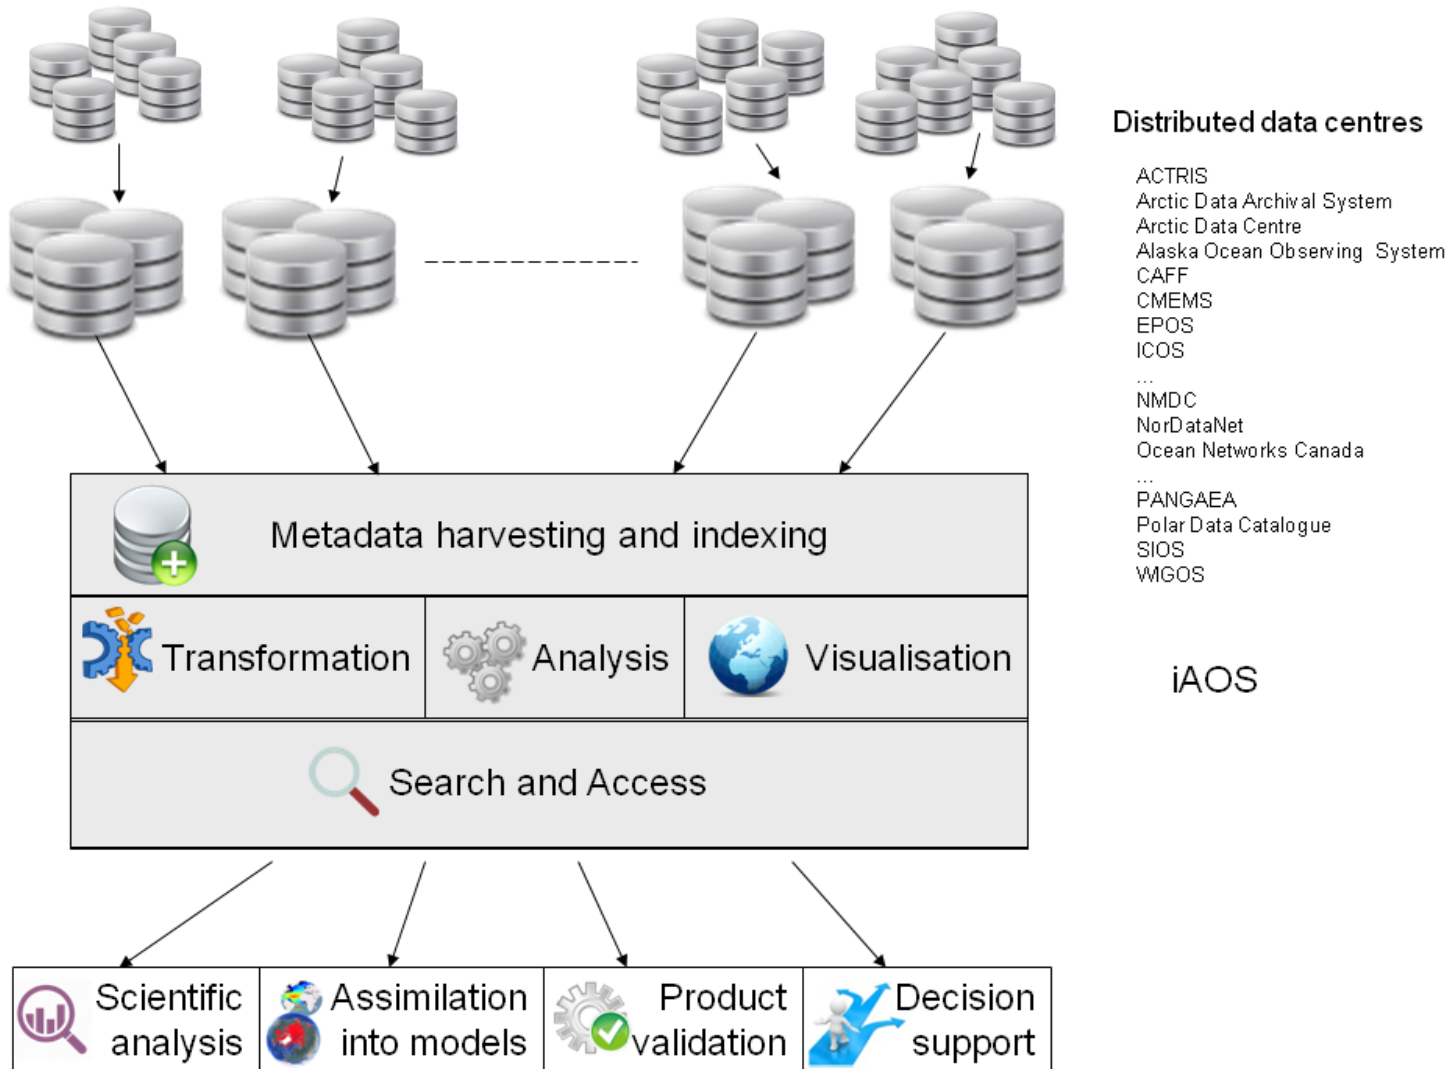 Distributed data centres
ACTRIS
Arctic Data Archival System
Arctic Data Centre
Alaska Ocean Observing System
CAFF
CMEMS
EPOS
ICOS
...
NMDC
NorDataNet
Ocean Networks Canada
...
PANGAEA
Polar Data Catalogue
SIOS
WIGOS
Metadata harvesting and indexing
Transformation
Analysis
Visualisation
iAOS
Search and Access
Scientific
analysis
Assimilation
into models
Product
validation
Decision
support